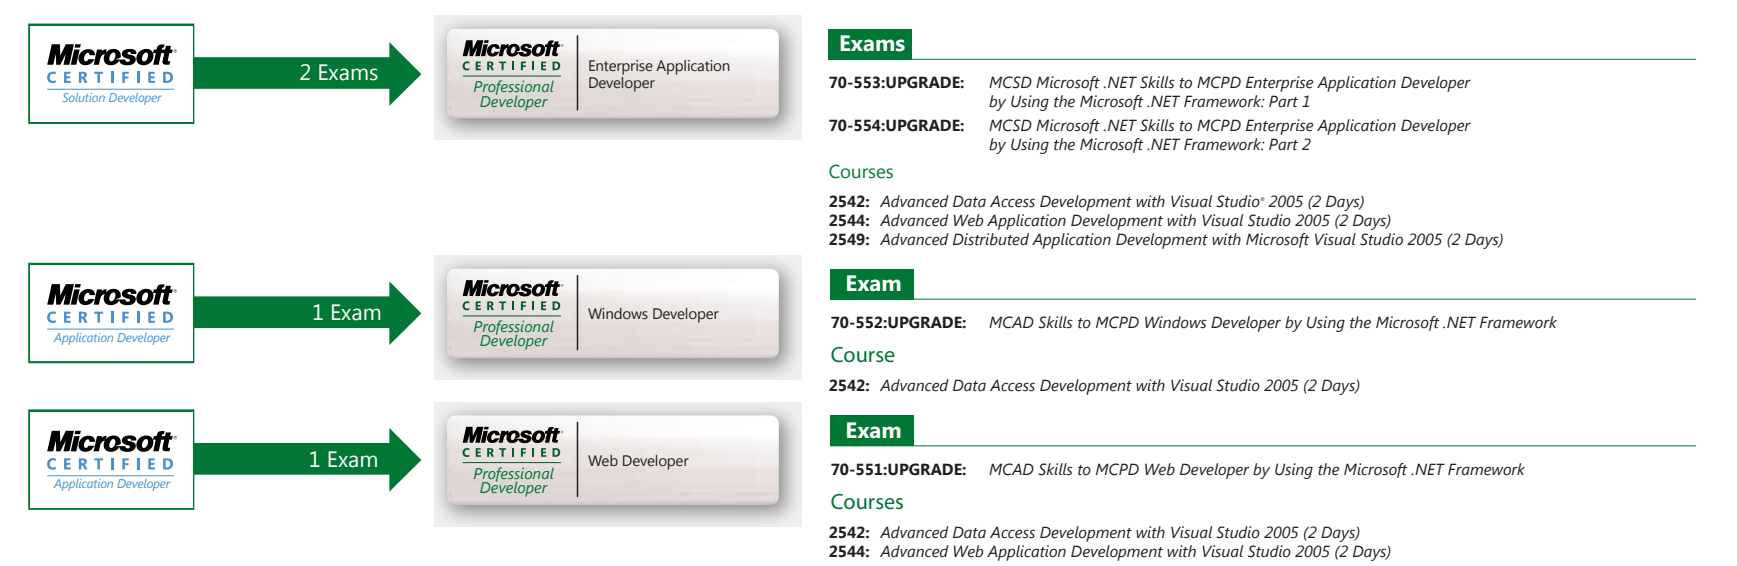 Microsoft
CERTIFIED
Solution Developer
2 Exams
Microsoft
CERTIFIED
Professional
Developer
Enterprise Application
Developer
Exams
70-553:UPGRADE: MCSD Microsoft .NET Skills to MCPD Enterprise Application Developer
by Using the Microsoft .NET Framework: Part 1
70-554:UPGRADE: MCSD Microsoft .NET Skills to MCPD Enterprise Application Developer
by Using the Microsoft .NET Framework: Part 2
Courses
2542: Advanced Data Access Development with Visual Studio® 2005 (2 Days)
2544: Advanced Web Application Development with Visual Studio 2005 (2 Days)
2549: Advanced Distributed Application Development with Microsoft Visual Studio 2005 (2 Days)
Microsoft
CERTIFIED
Application Developer
1 Exam
Microsoft
CERTIFIED
Professional
Developer
Windows Developer
Exam
70-552:UPGRADE: MCAD Skills to MCPD Windows Developer by Using the Microsoft .NET Framework
Course
2542: Advanced Data Access Development with Visual Studio 2005 (2 Days)
Microsoft
CERTIFIED
Application Developer
1 Exam
Microsoft
CERTIFIED
Professional
Developer
Web Developer
Exam
70-551:UPGRADE: MCAD Skills to MCPD Web Developer by Using the Microsoft .NET Framework
Courses
2542: Advanced Data Access Development with Visual Studio 2005 (2 Days)
2544: Advanced Web Application Development with Visual Studio 2005 (2 Days)